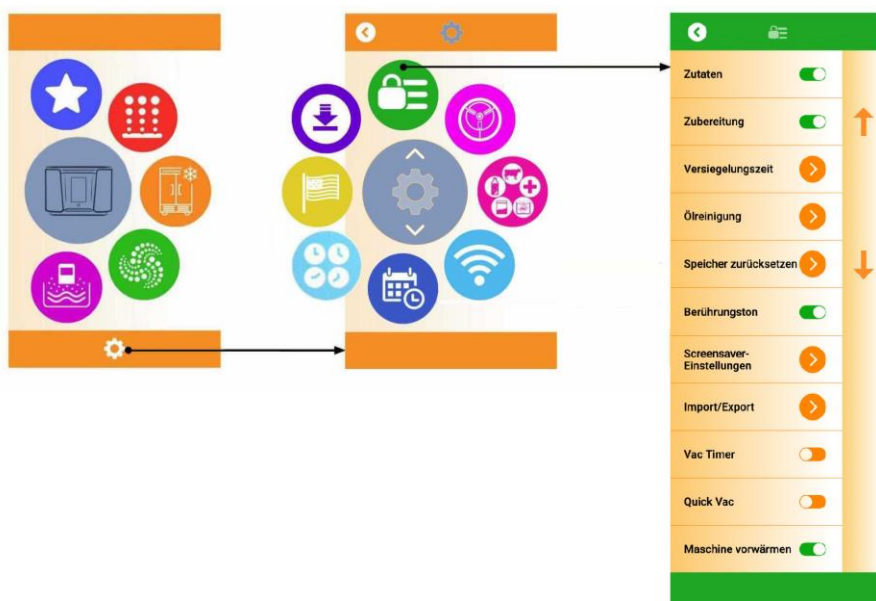 Zutaten
Zubereitung
Versiegelungszeit
Ölreinigung
Speicher zurücksetzen
Berührungston
Screensaver-
Einstellungen
Import/Export
Vac Timer
Quick Vac
Maschine vorwärmen